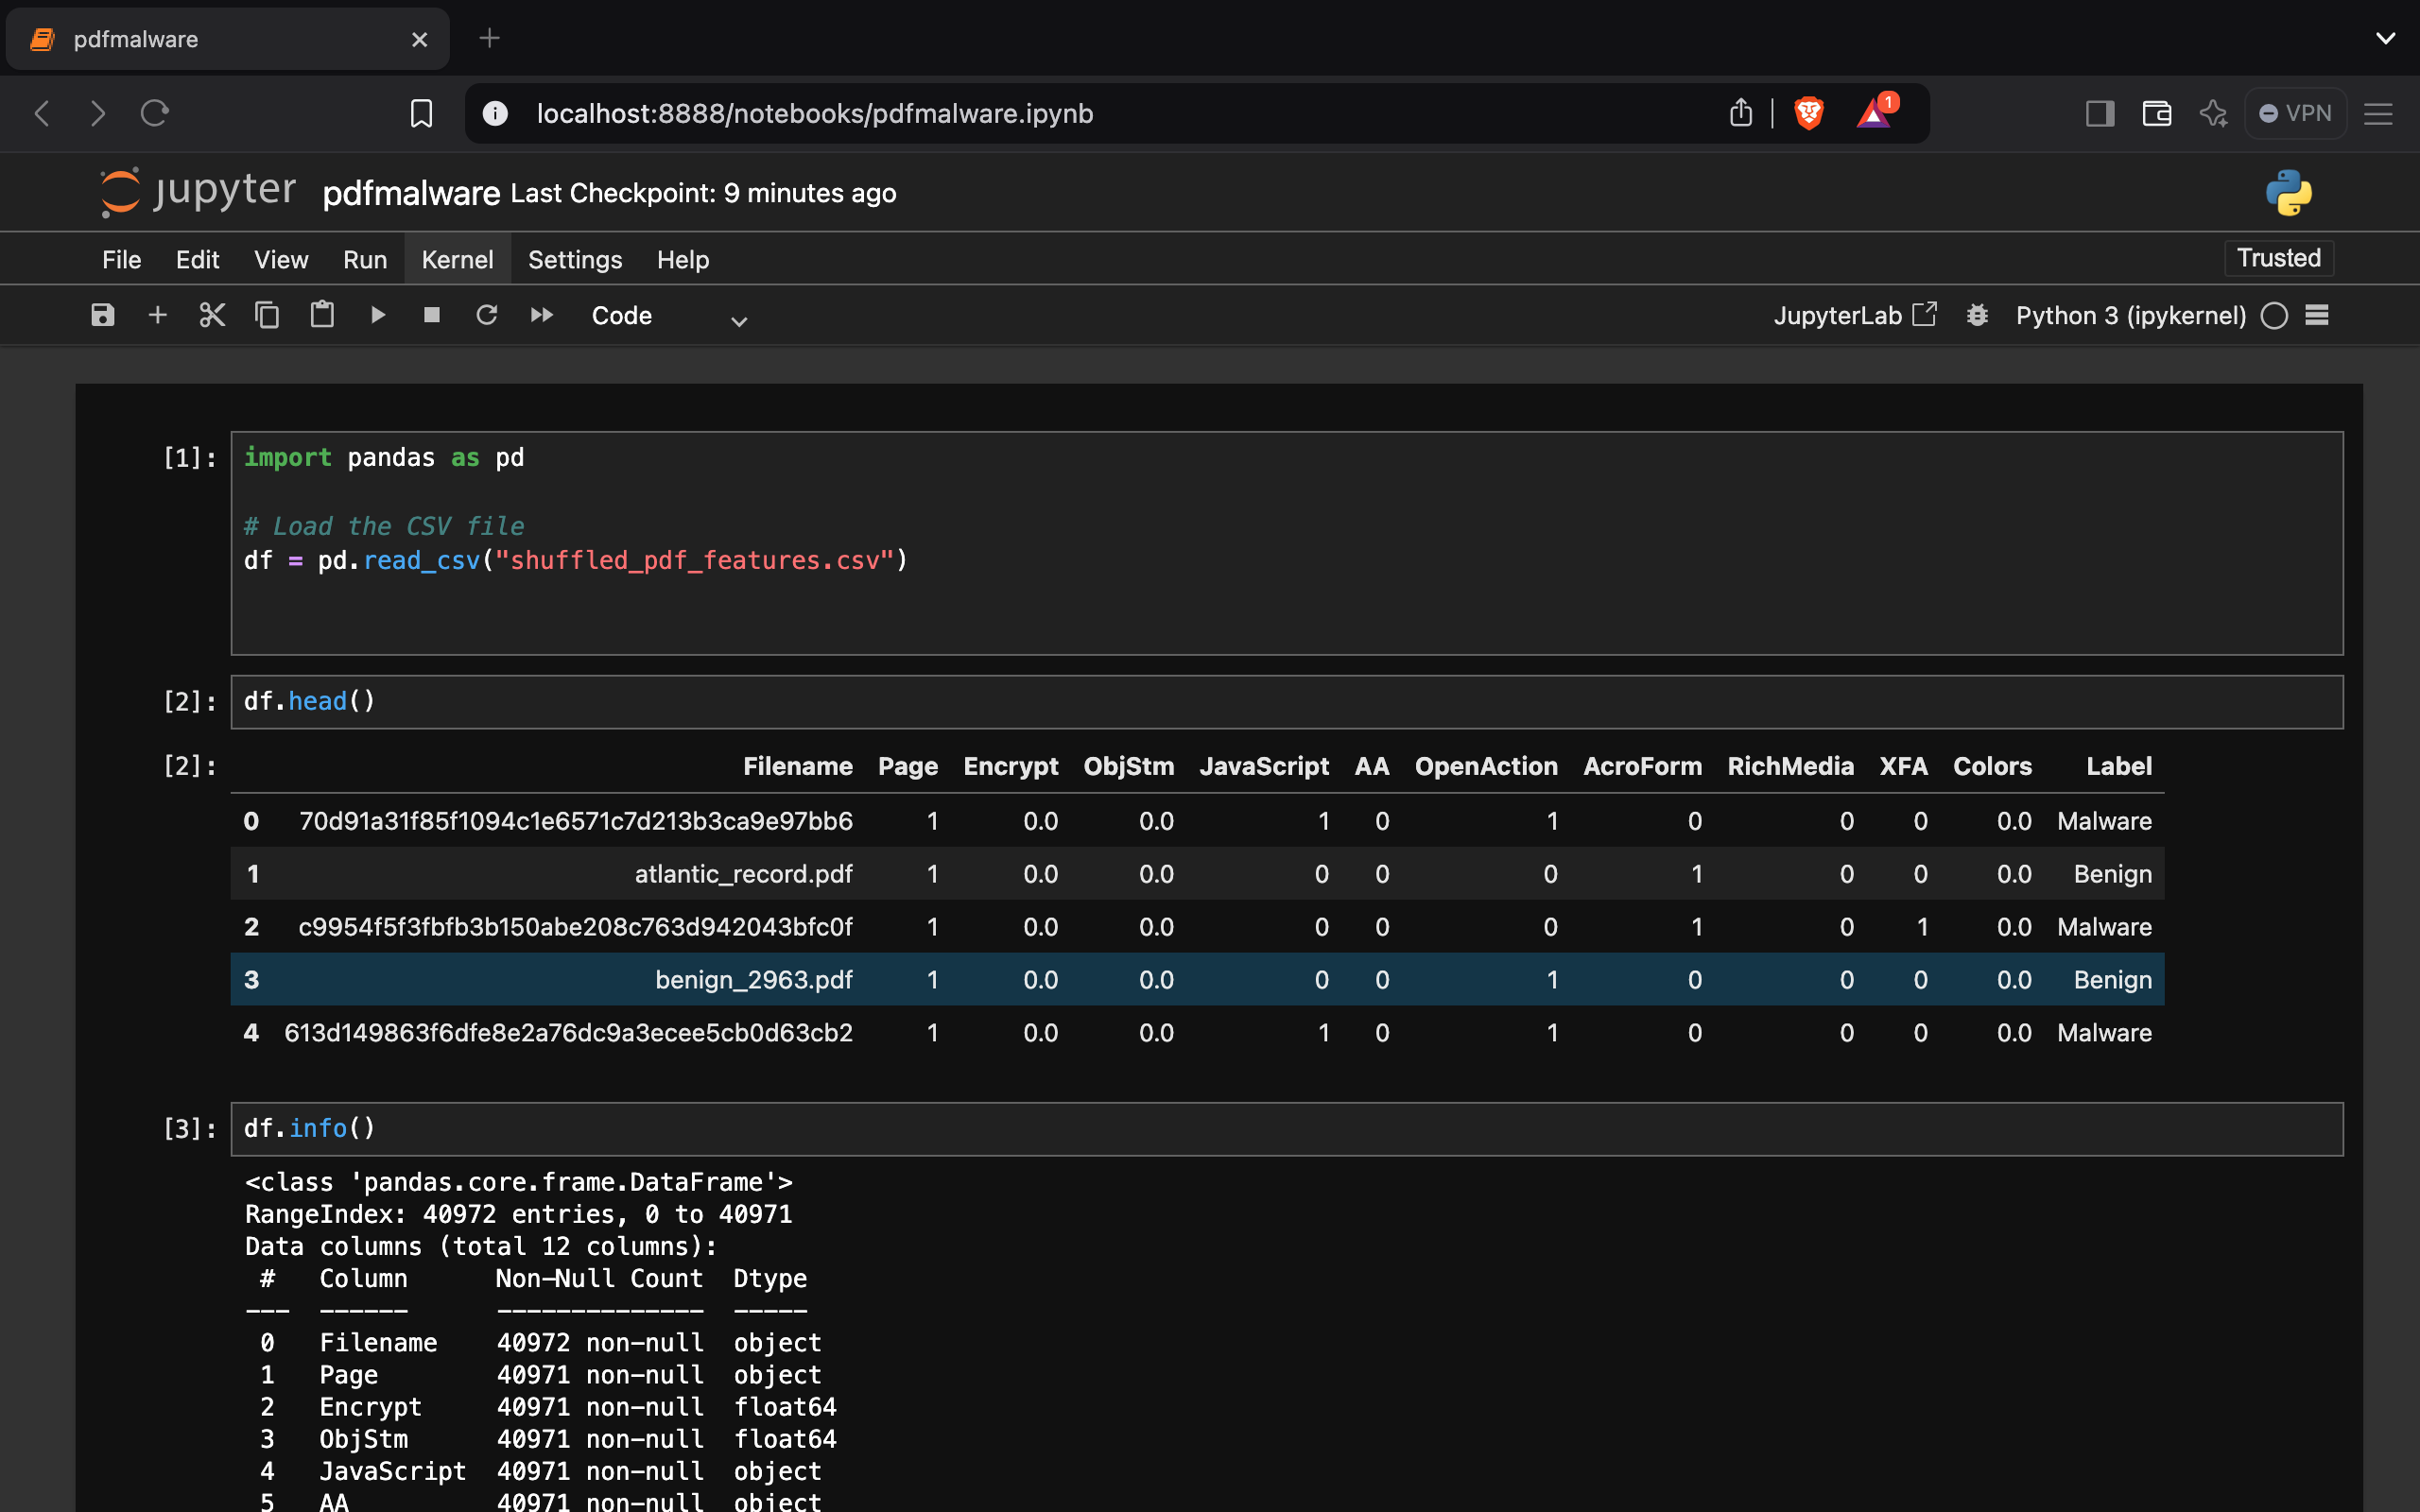 pdfmalware
localhost:8888/notebooks/pdfmalware.ipynb
1
VPN
jupyter pdfmalware Last Checkpoint: 9 minutes ago
File Edit View Run Kernel Settings Help
Trusted
Code
JupyterLab
Python 3 (ipykernel)
[1]: import pandas as pd
# Load the CSV file
df = pd.read_csv("shuffled_pdf_features.csv")
[2]: df.head()
[2]: Filename Page Encrypt ObjStm JavaScript AA OpenAction AcroForm RichMedia XFA Colors Label
0 70d91a31f85f1094c1e6571c7d213b3ca9e97bb6 1 0.0 0.0 1 0 1 0 0 0 0.0 Malware
1 atlantic_record.pdf 1 0.0 0.0 0 0 0 1 0 0 0.0 Benign
2 c9954f5f3fbfb3b150abe208c763d942043bfc0f 1 0.0 0.0 0 0 0 1 0 1 0.0 Malware
3 benign_2963.pdf 1 0.0 0.0 0 0 1 0 0 0 0.0 Benign
4 613d149863f6dfe8e2a76dc9a3ecee5cb0d63cb2 1 0.0 0.0 1 0 1 0 0 0 0.0 Malware
[3]: df.info()
<class 'pandas.core.frame.DataFrame'>
RangeIndex: 40972 entries, 0 to 40971
Data columns (total 12 columns):
# Column Non-Null Count Dtype
--- ------ -------------- -----
0 Filename 40972 non-null object
1 Page 40971 non-null object
2 Encrypt 40971 non-null float64
3 ObjStm 40971 non-null float64
4 JavaScript 40971 non-null object
5 AA 40971 non-null object